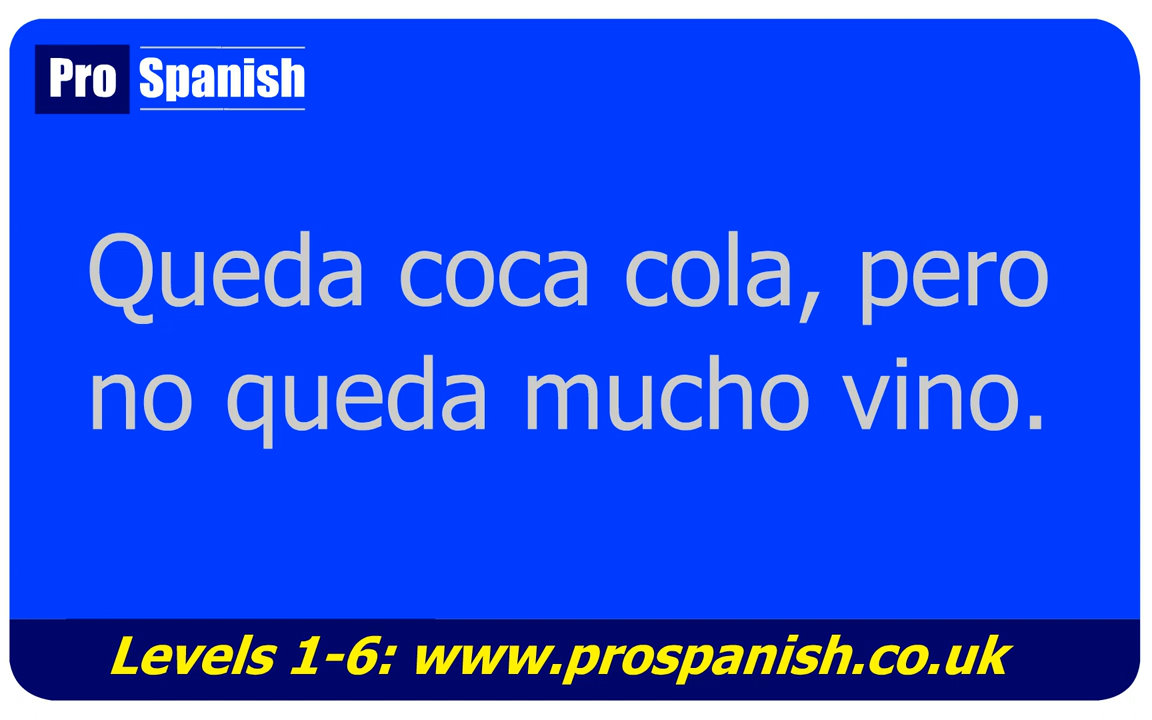 Pro Spanish
Queda coca cola, pero
no queda mucho vino.
Levels 1-6: www.prospanish.co.uk